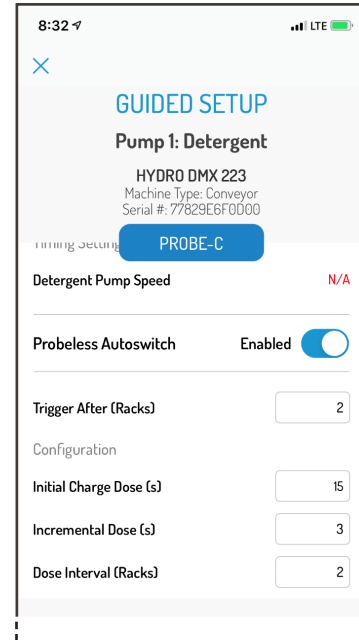 8:32
LTE
GUIDED SETUP
Pump 1: Detergent
HYDRO DMX 223
Machine Type: Conveyor
Serial #: 77829E6F0D00
Timing Setting
PROBE-C
Detergent Pump Speed N/A
Probeless Autoswitch Enabled
Trigger After (Racks) 2
Configuration
Initial Charge Dose (s) 15
Incremental Dose (s) 3
Dose Interval (Racks) 2